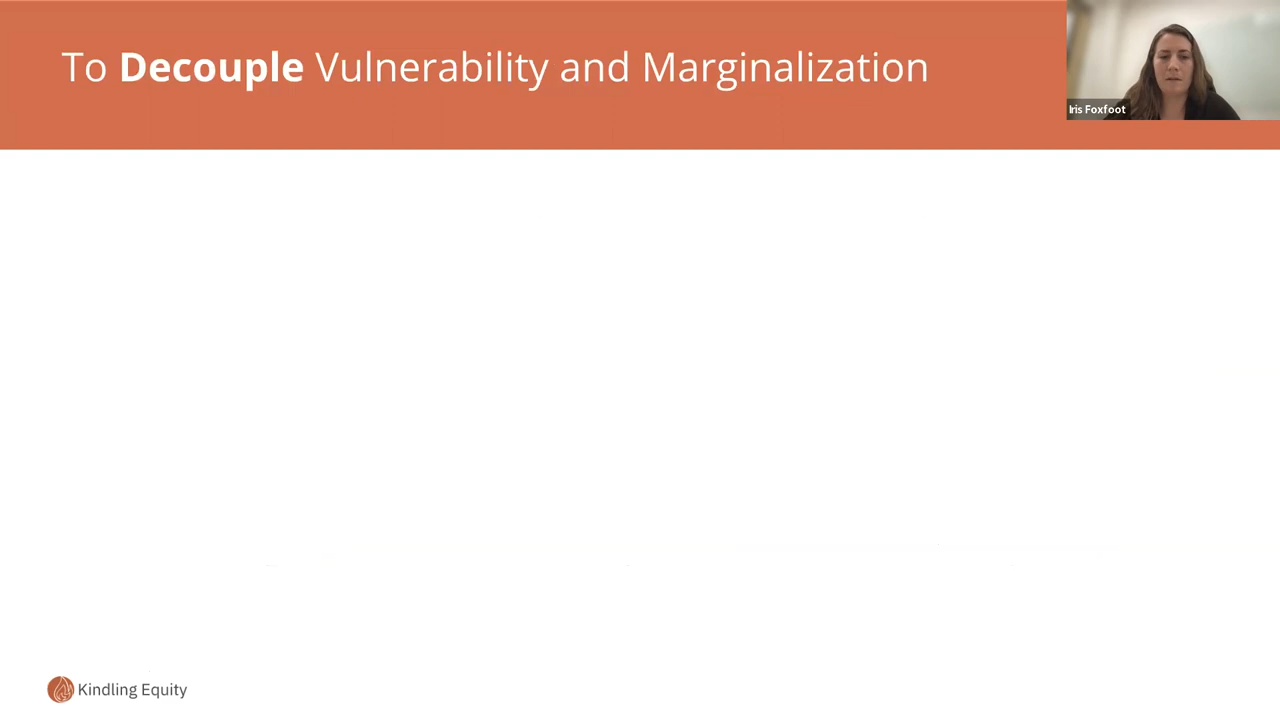 To Decouple Vulnerability and Marginalization
Iris Foxfoot
Kindling Equity